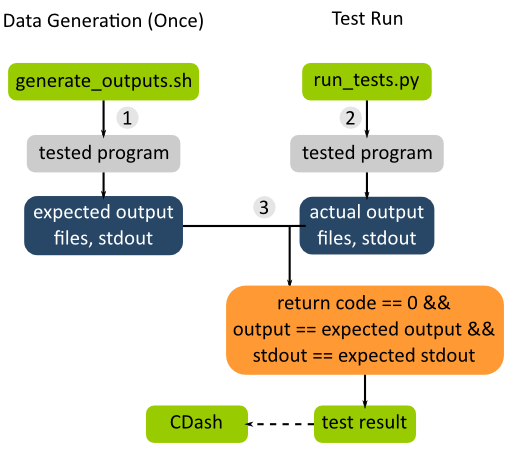 Data Generation (Once)
Test Run
generate_outputs.sh
run_tests.py
1
2
tested program
tested program
expected output
files, stdout
3
actual output
files, stdout
return code == 0 &&
output == expected output &&
stdout == expected stdout
CDash
test result